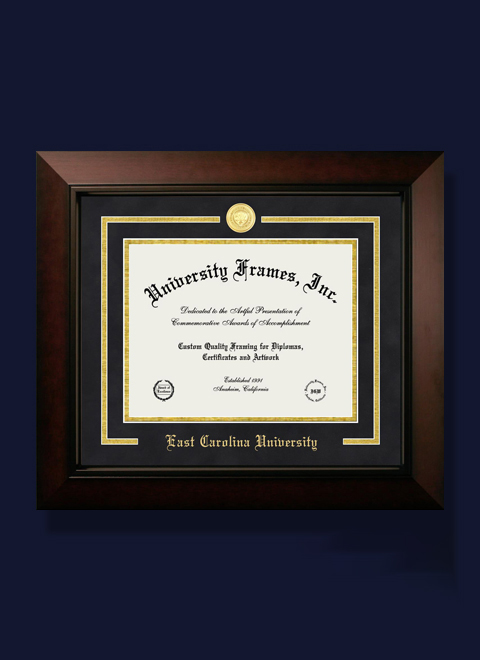 University Frames, Inc.
Dedicated to the Artful Presentation of
Commemorative Awards of Accomplishment
Custom Quality Framing for Diplomas,
Certificates and Artwork
Established 1991
Anaheim, California
East Carolina University